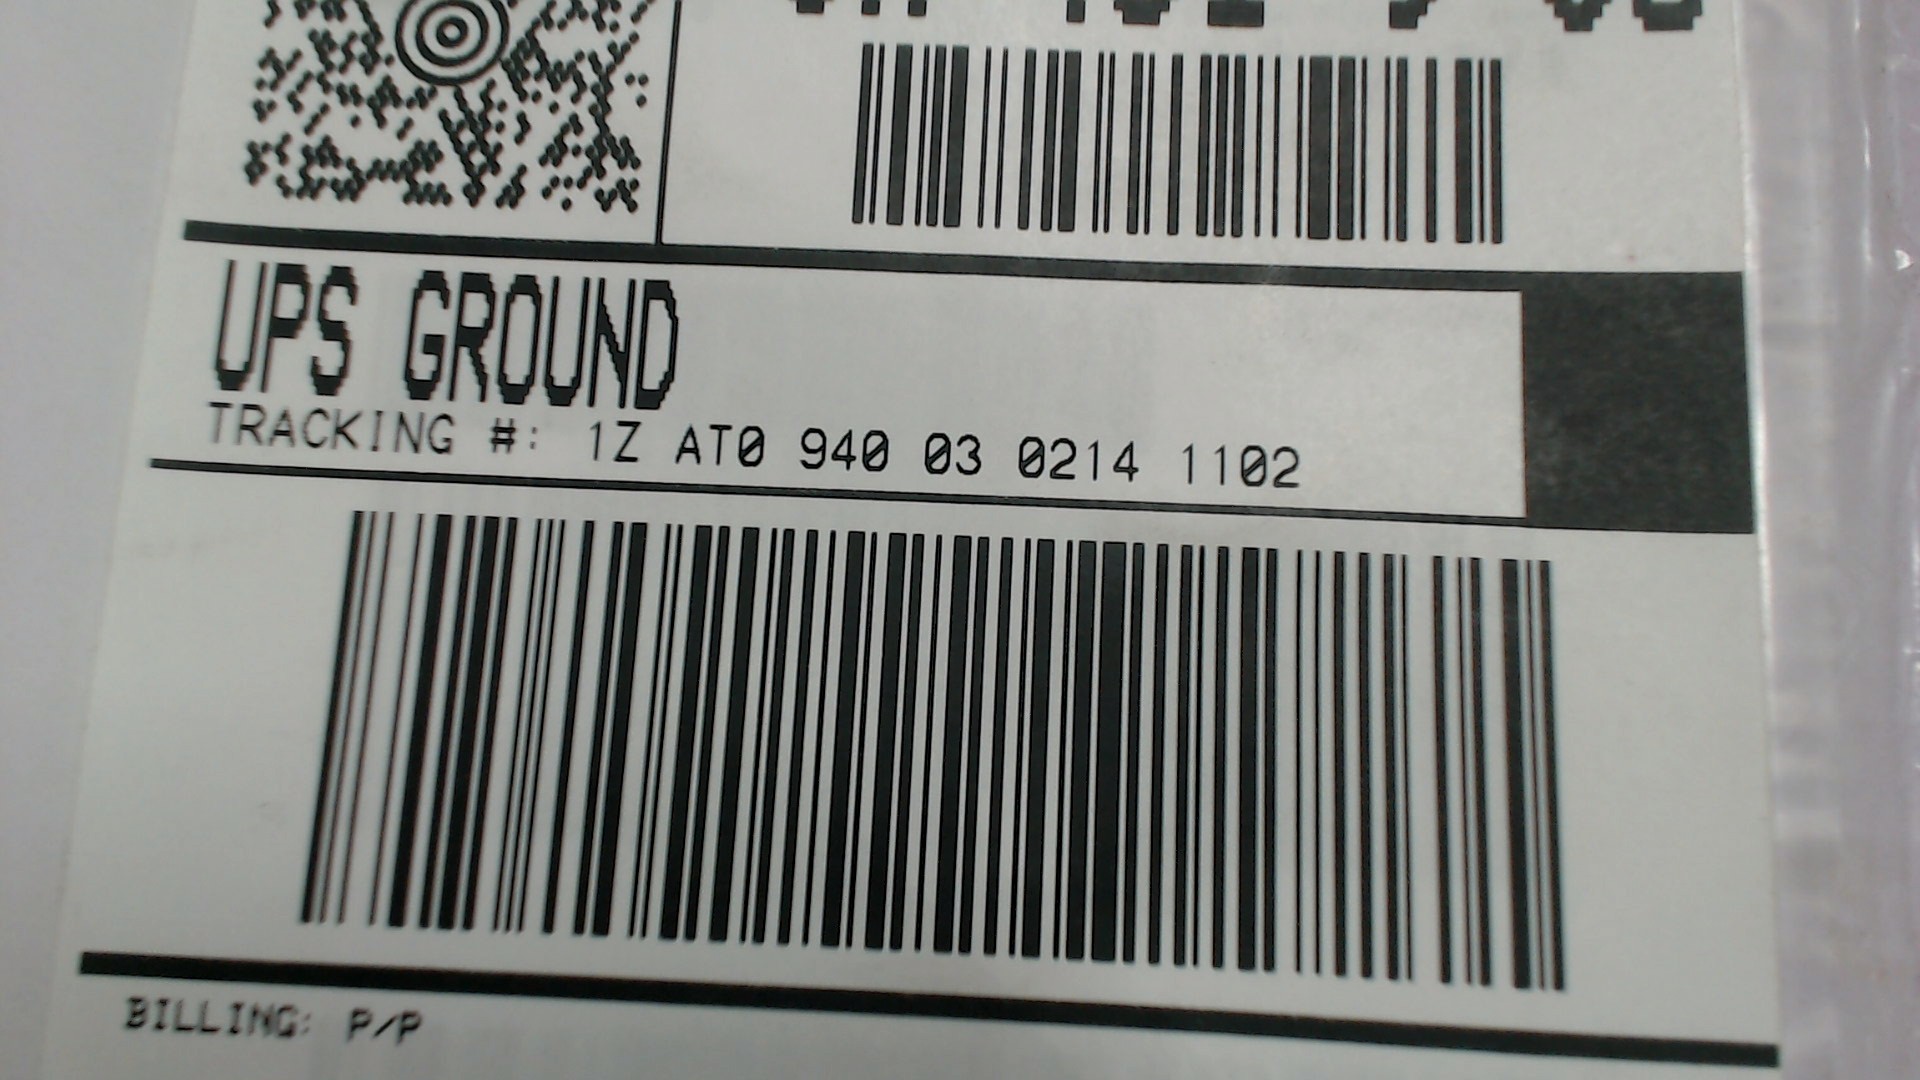 UPS GROUND
TRACKING #: 1Z AT0 940 03 0214 1102
BILLING: P/P